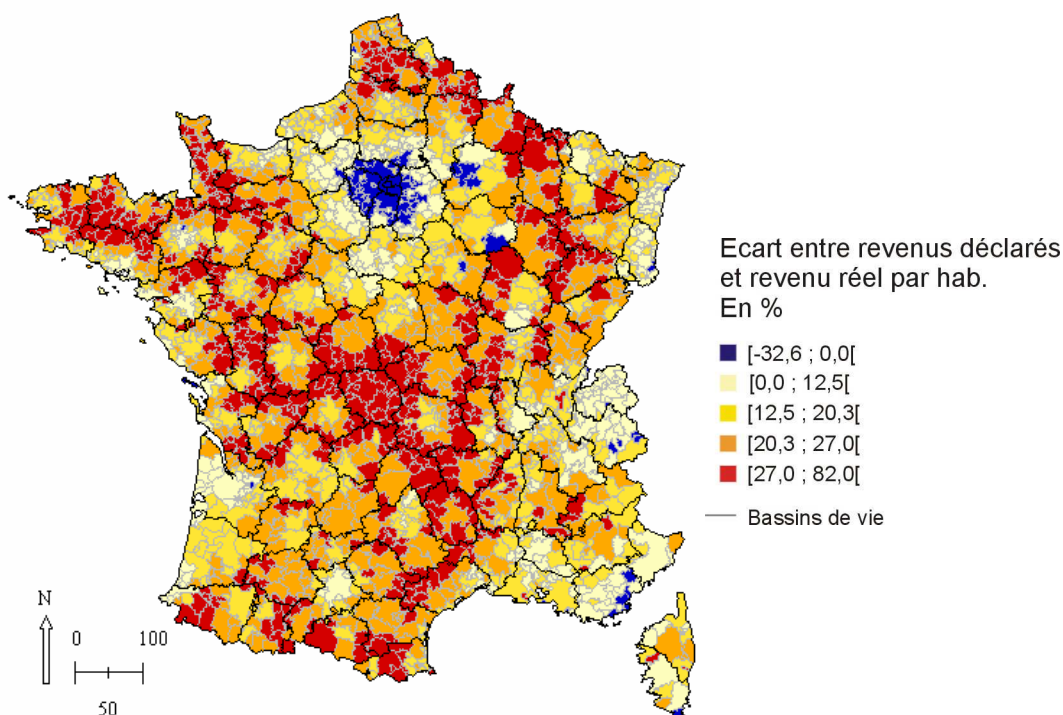 Ecart entre revenus déclarés
et revenu réel par hab.
En %
[-32,6 ; 0,0[
[0,0 ; 12,5[
[12,5 ; 20,3[
[20,3 ; 27,0[
[27,0 ; 82,0[
Bassins de vie
N
0 100
50